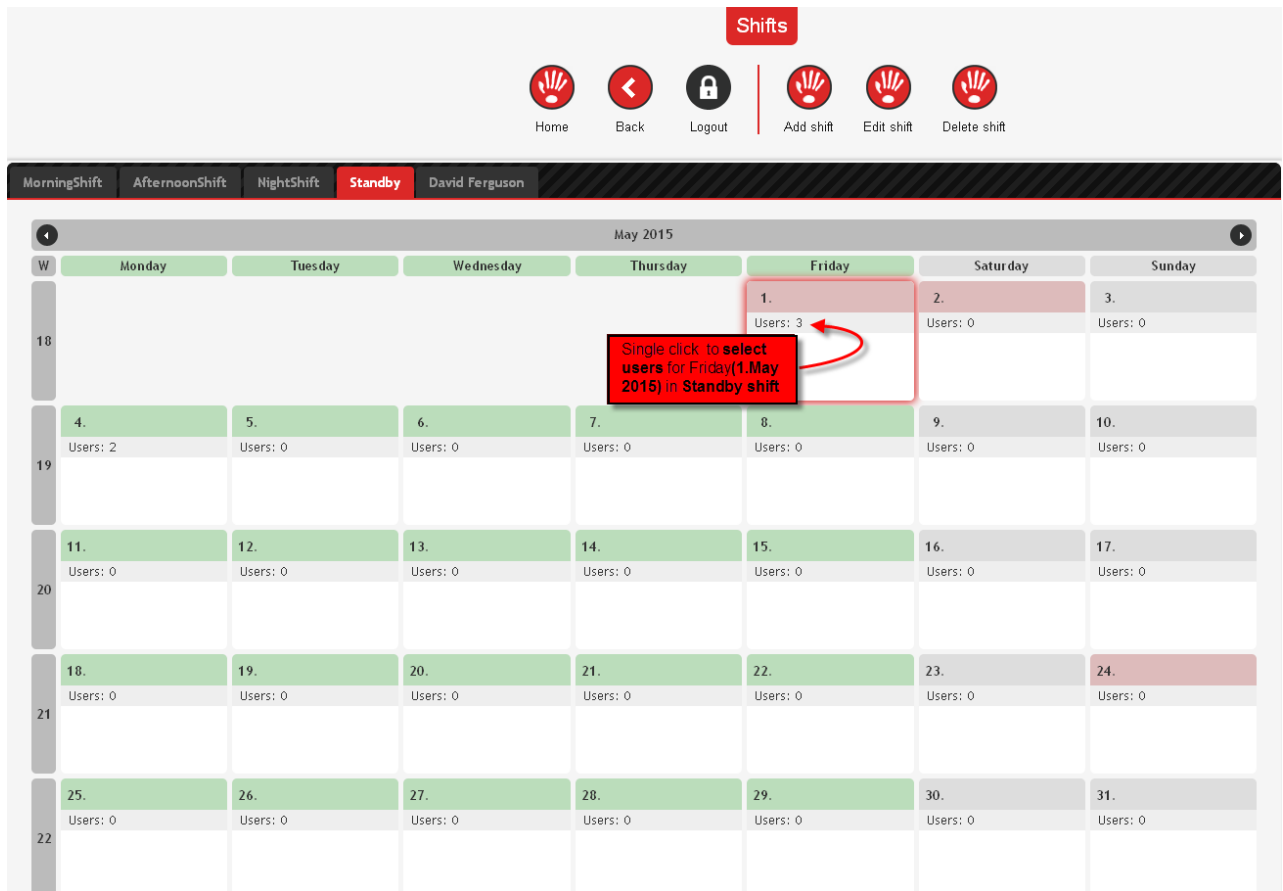 Shifts
Home Back Logout Add shift Edit shift Delete shift
MorningShift AfternoonShift NightShift Standby David Ferguson
May 2015
W Monday Tuesday Wednesday Thursday Friday Saturday Sunday
1. 2. 3.
Users: 3 Users: 0 Users: 0
18
Single click to select
users for Friday(1.May
2015) in Standby shift
4. 5. 6. 7. 8. 9. 10.
Users: 2 Users: 0 Users: 0 Users: 0 Users: 0 Users: 0 Users: 0
19
11. 12. 13. 14. 15. 16. 17.
Users: 0 Users: 0 Users: 0 Users: 0 Users: 0 Users: 0 Users: 0
20
18. 19. 20. 21. 22. 23. 24.
Users: 0 Users: 0 Users: 0 Users: 0 Users: 0 Users: 0 Users: 0
21
25. 26. 27. 28. 29. 30. 31.
Users: 0 Users: 0 Users: 0 Users: 0 Users: 0 Users: 0 Users: 0
22